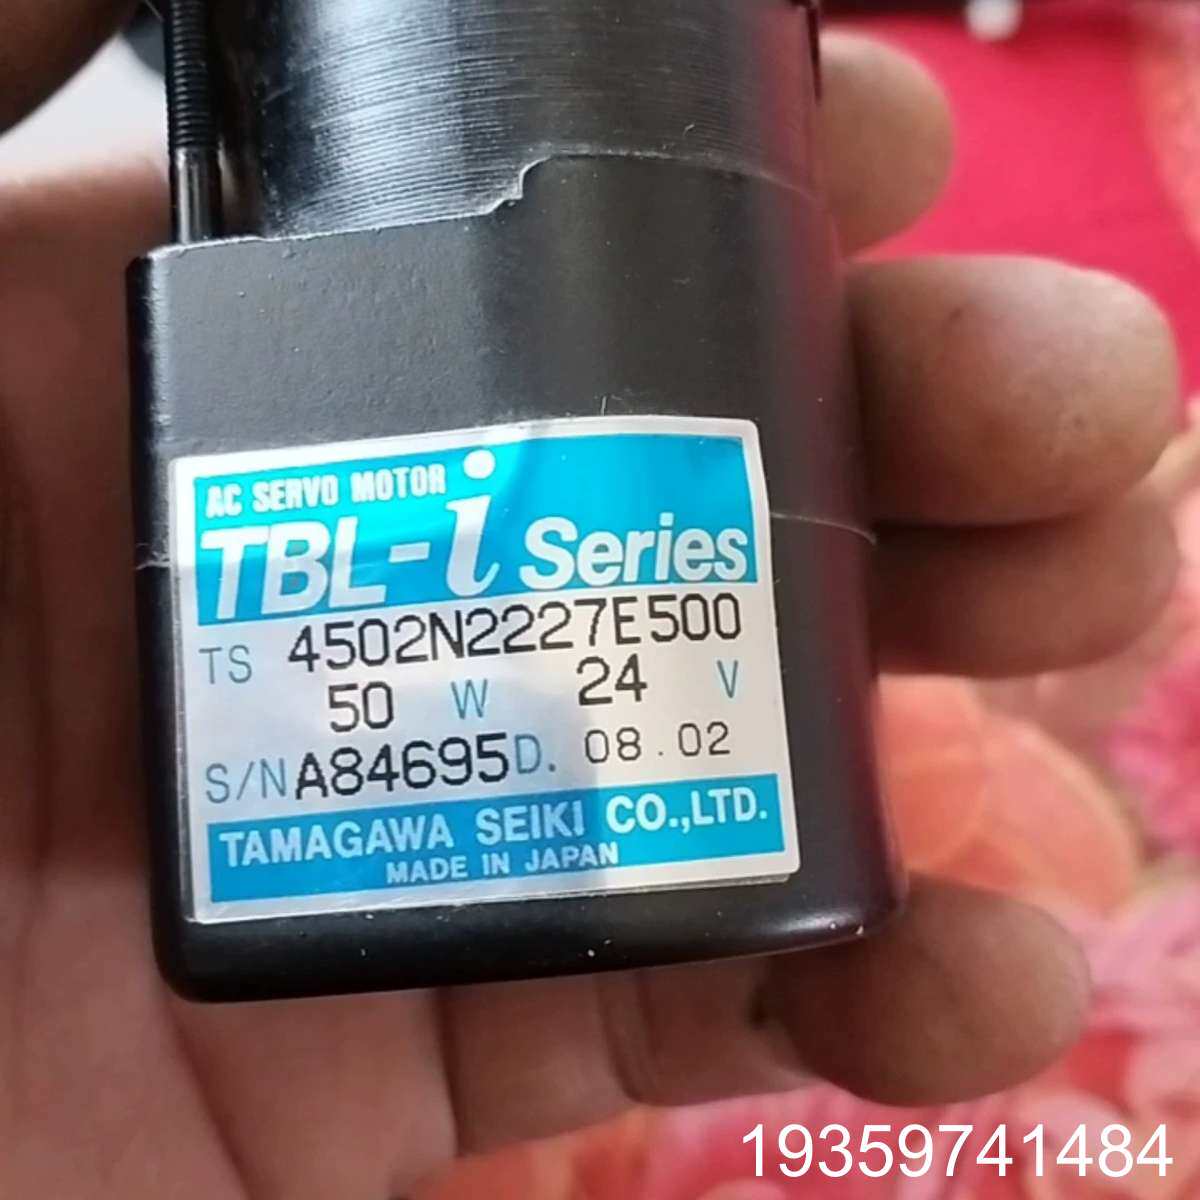 AC SERVO MOTOR
TBL-i Series
TS 4502N2227E500
50 W 24 V
S/N A84695 D. 08.02
TAMAGAWA SEIKI CO.,LTD.
MADE IN JAPAN
19359741484